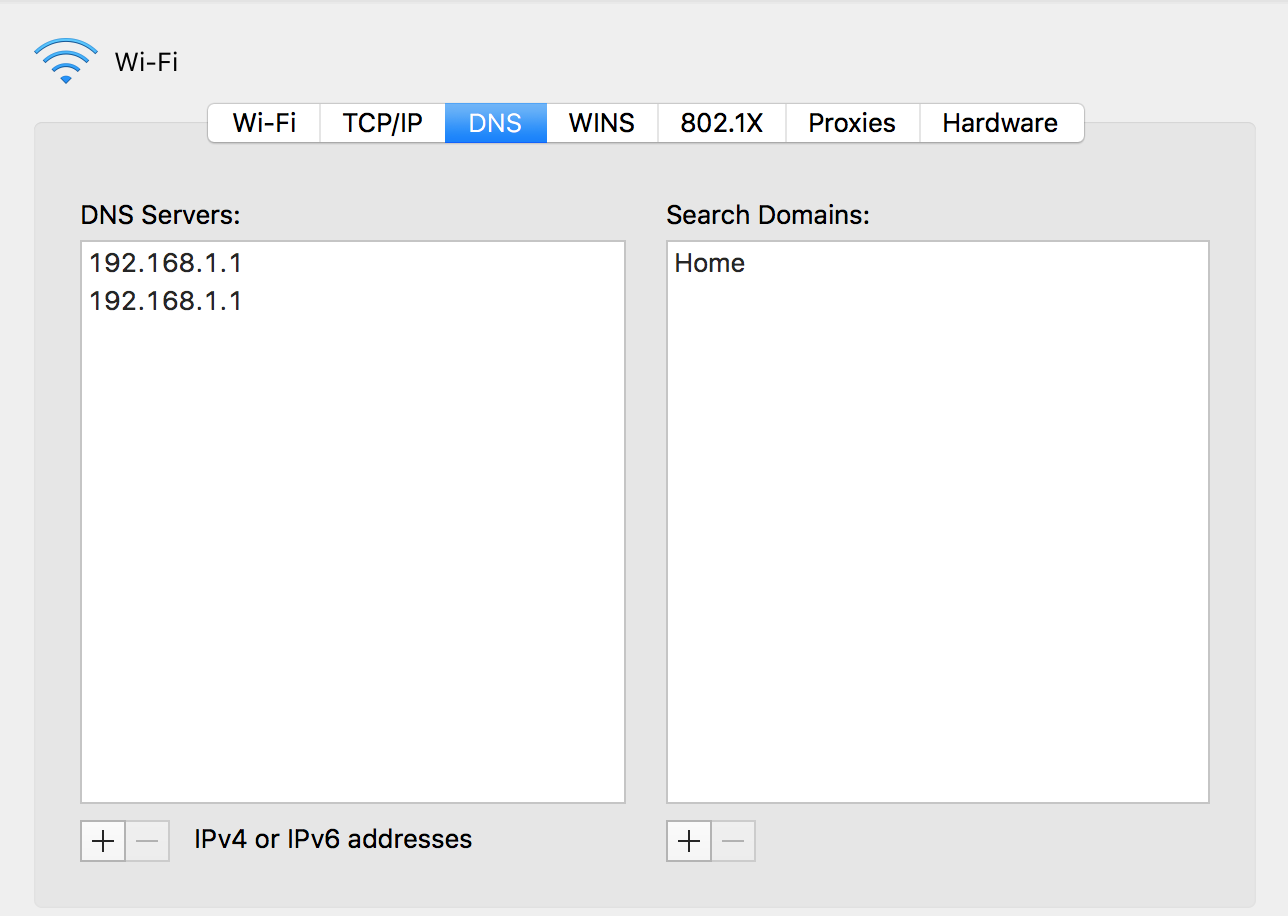 Wi-Fi
Wi-Fi TCP/IP DNS WINS 802.1X Proxies Hardware
DNS Servers:
192.168.1.1
192.168.1.1
Search Domains:
Home
IPv4 or IPv6 addresses